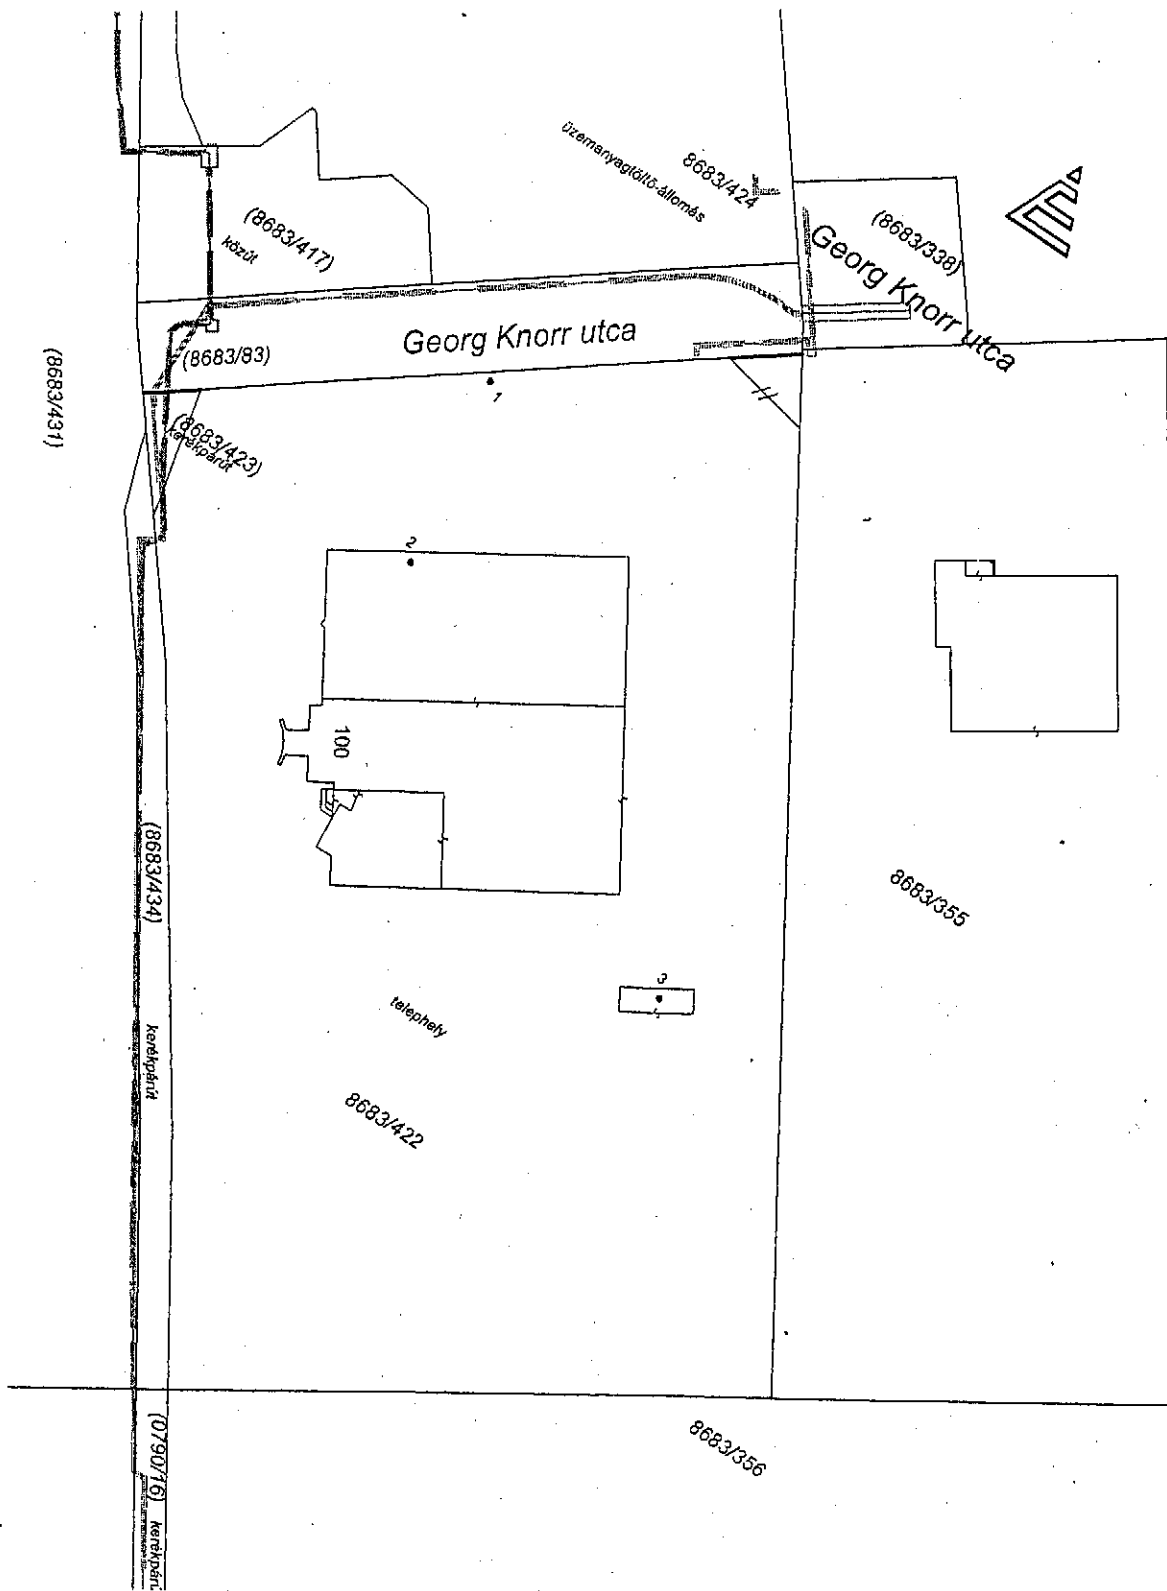 üzemanyagtöltő-állomás
8683/424
(8683/417)
közút
(8683/338)
Georg Knorr utca
Georg Knorr utca
(8683/83)
(8683/431)
1
(8683/423)
kerékpárút
2
100
(8683/434)
kerékpárút
8683/355
3
telephely
8683/422
8683/356
(0790/16)
kerékpárú